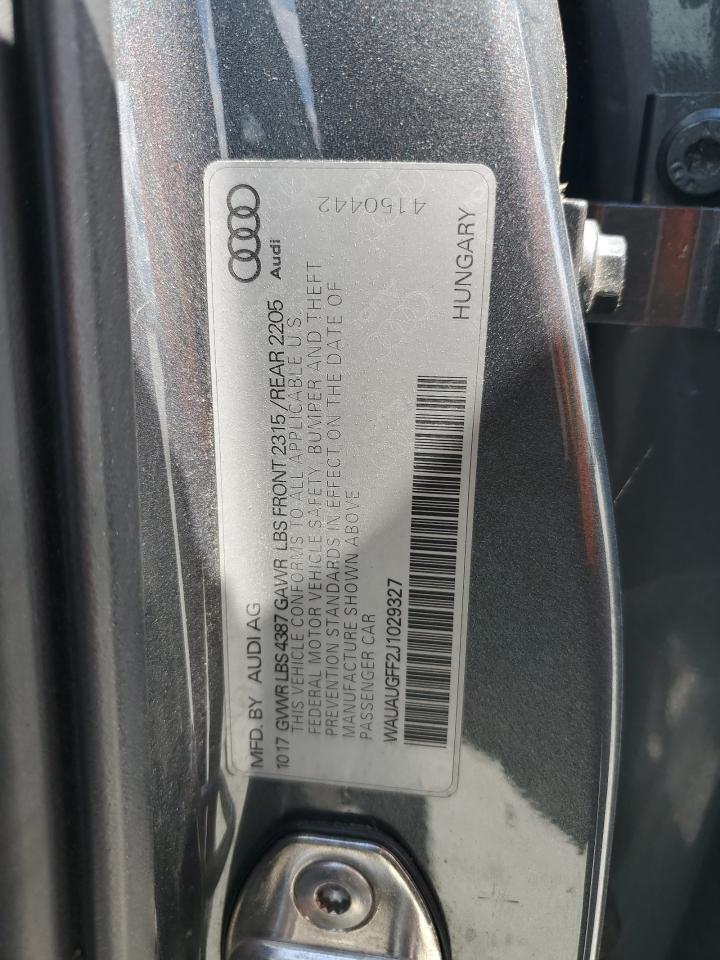 MFD. BY AUDI AG
Audi
1017 GVWR LBS 4387 GAWR LBS FRONT 2315/REAR 2205
THIS VEHICLE CONFORMS TO ALL APPLICABLE U.S.
FEDERAL MOTOR VEHICLE SAFETY, BUMPER AND THEFT
PREVENTION STANDARDS IN EFFECT ON THE DATE OF
MANUFACTURE SHOWN ABOVE
PASSENGER CAR
4150442
WAUAUGFF2J1029327
HUNGARY